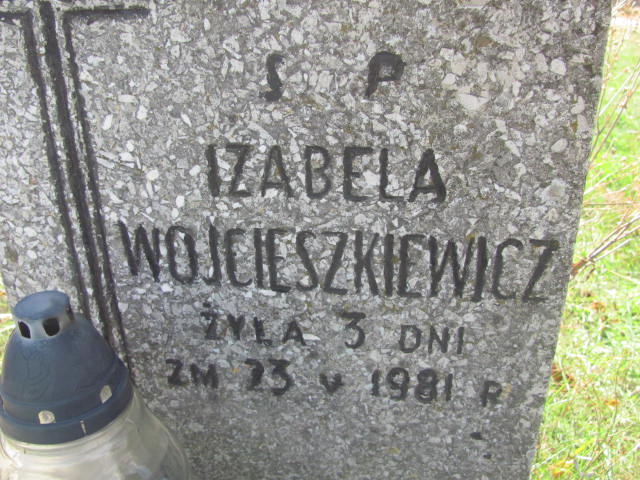 S P
IZABELA
WOJCIESZKIEWICZ
ŻYŁA 3 DNI
ZM 23 V 1981 R